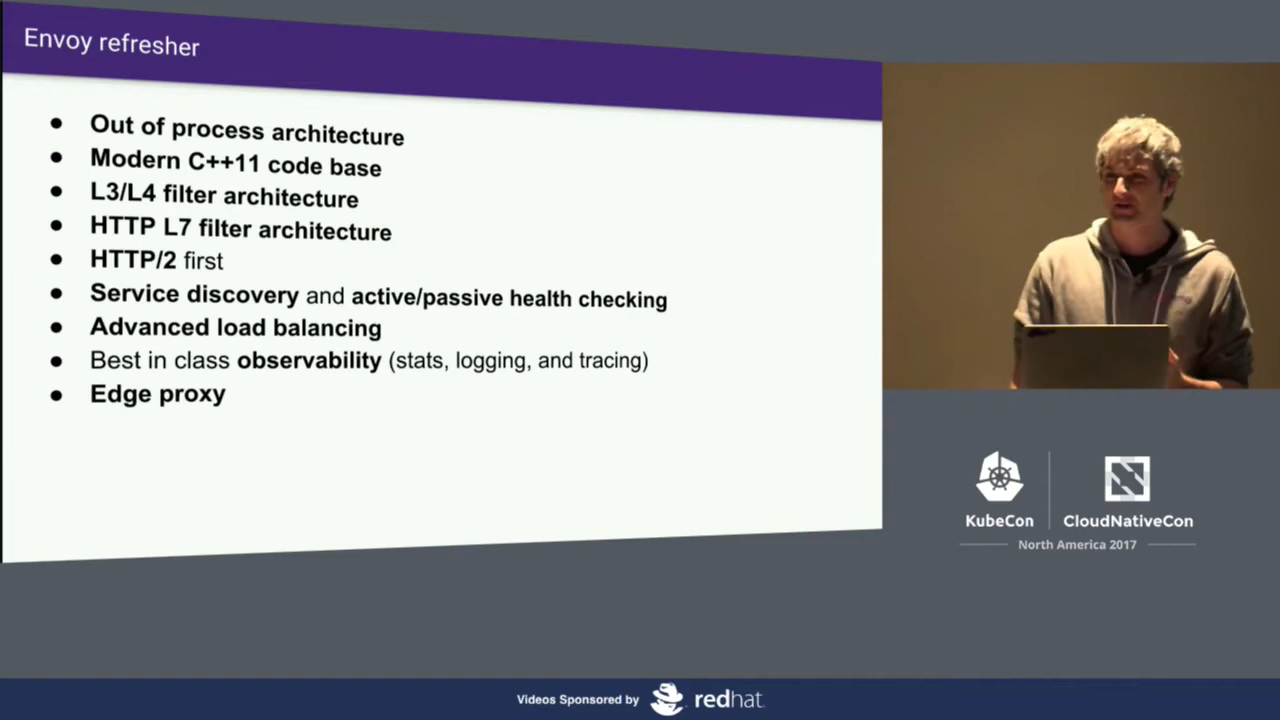 Envoy refresher
● Out of process architecture
● Modern C++11 code base
● L3/L4 filter architecture
● HTTP L7 filter architecture
● HTTP/2 first
● Service discovery and active/passive health checking
● Advanced load balancing
● Best in class observability (stats, logging, and tracing)
● Edge proxy
KubeCon
CloudNativeCon
North America 2017
Videos Sponsored by redhat.